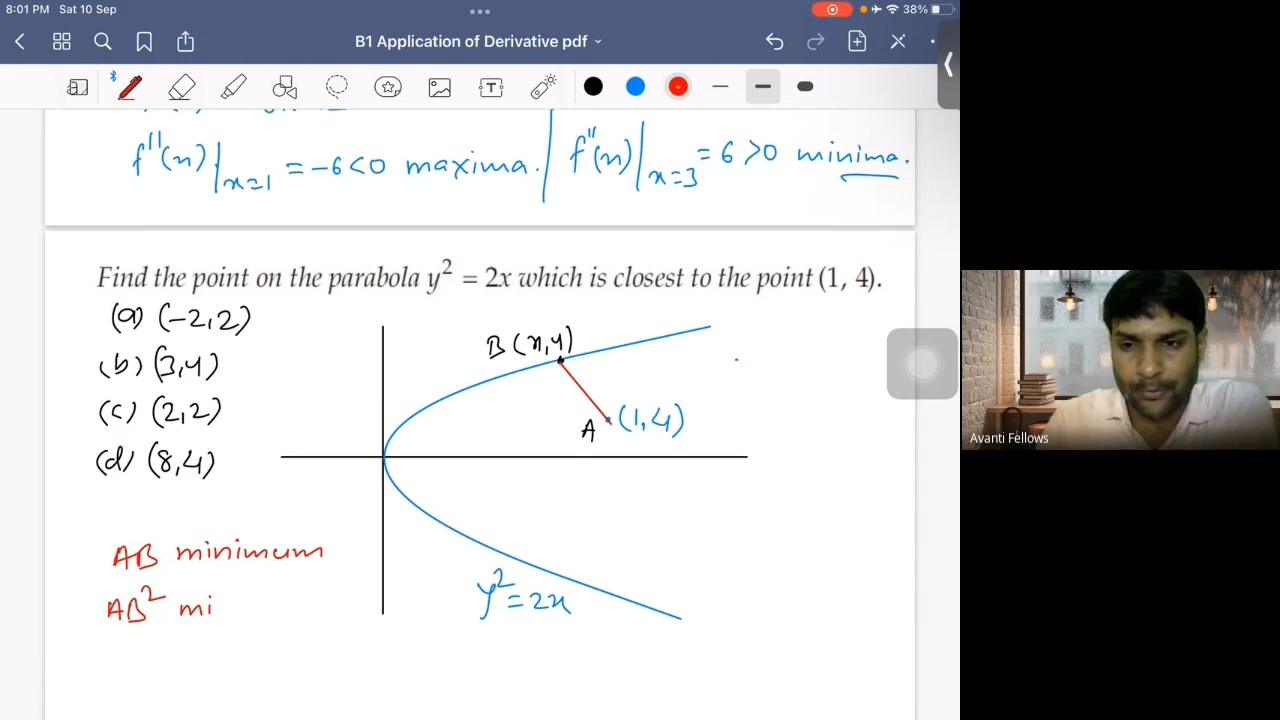 8:01 PM Sat 10 Sep
38%
B1 Application of Derivative pdf
T
f''(x)|x=1 = -6<0 maxima. | f''(x)|x=3 = 6>0 minima.
Find the point on the parabola y² = 2x which is closest to the point (1, 4).
(a) (-2,2)
(b) (3,4)
(c) (2,2)
(d) (8,4)
B(x,y)
A (1,4)
AB minimum
AB² mi
y²=2x
Avanti Fellows